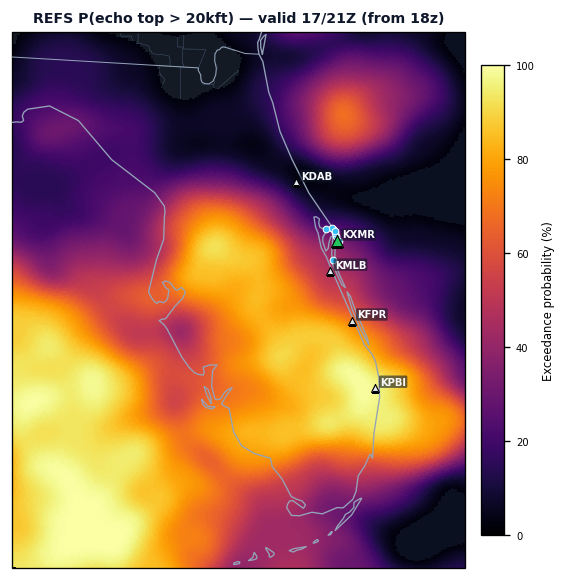 REFS P(echo top > 20kft) — valid 17/21Z (from 18z)
KDAB
KXMR
KMLB
KFPR
KPBI
100
80
60
40
20
0
Exceedance probability (%)